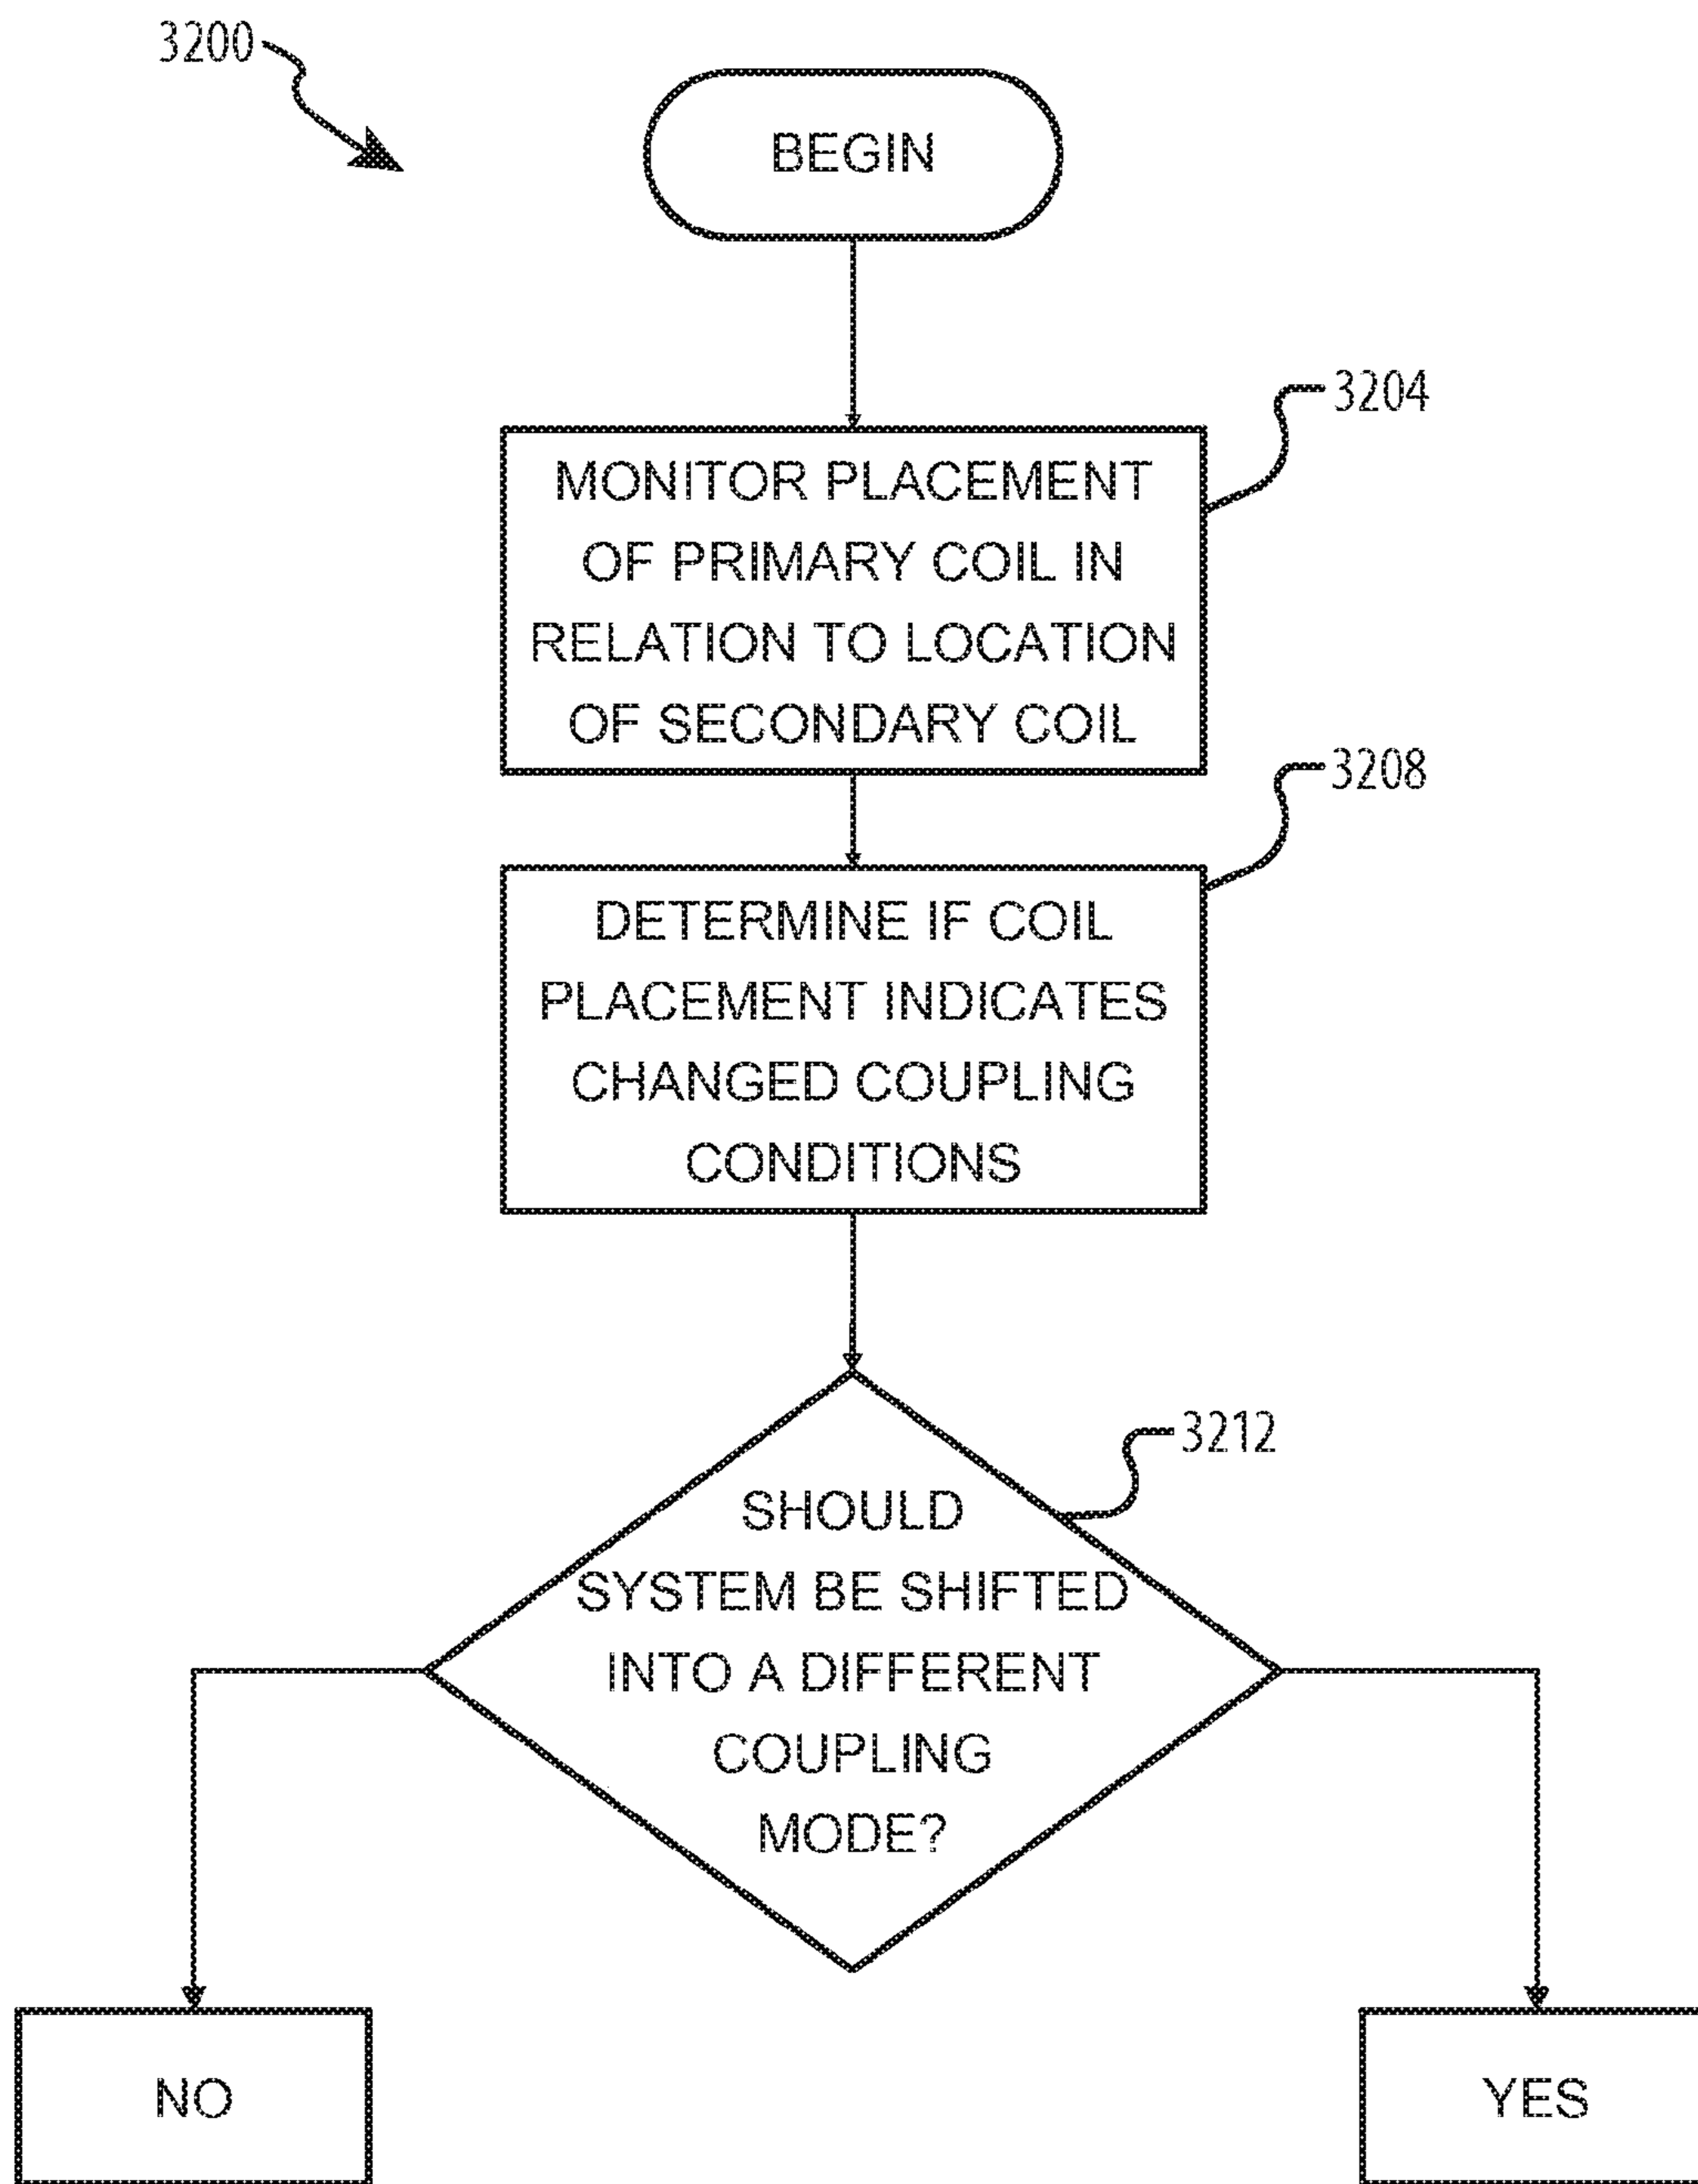 3200
BEGIN
3204
MONITOR PLACEMENT
OF PRIMARY COIL IN
RELATION TO LOCATION
OF SECONDARY COIL
3208
DETERMINE IF COIL
PLACEMENT INDICATES
CHANGED COUPLING
CONDITIONS
3212
SHOULD
SYSTEM BE SHIFTED
INTO A DIFFERENT
COUPLING
MODE?
NO
YES